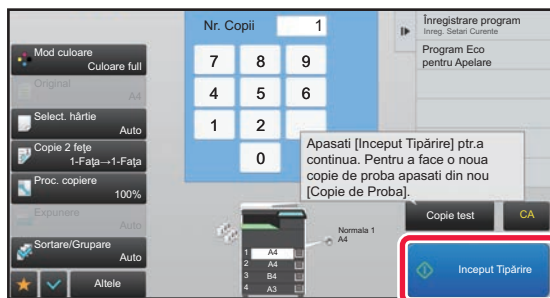 Nr. Copii 1
Înregistrare program
Inreg. Setari Curente
Program Eco
pentru Apelare
Mod culoare
Culoare full
Original
A4
Select. hârtie
Auto
Copie 2 feţe
1-Faţa→1-Faţa
Proc. copiere
100%
Expunere
Auto
Sortare/Grupare
Auto
Altele
7 8 9
4 5 6
1 2
0
Apasati [Inceput Tipărire] ptr.a
continua. Pentru a face o noua
copie de proba apasati din nou
[Copie de Proba].
Normala 1
A4
1 A4
2 A4
3 B4
4 A3
Copie test
CA
Inceput Tipărire